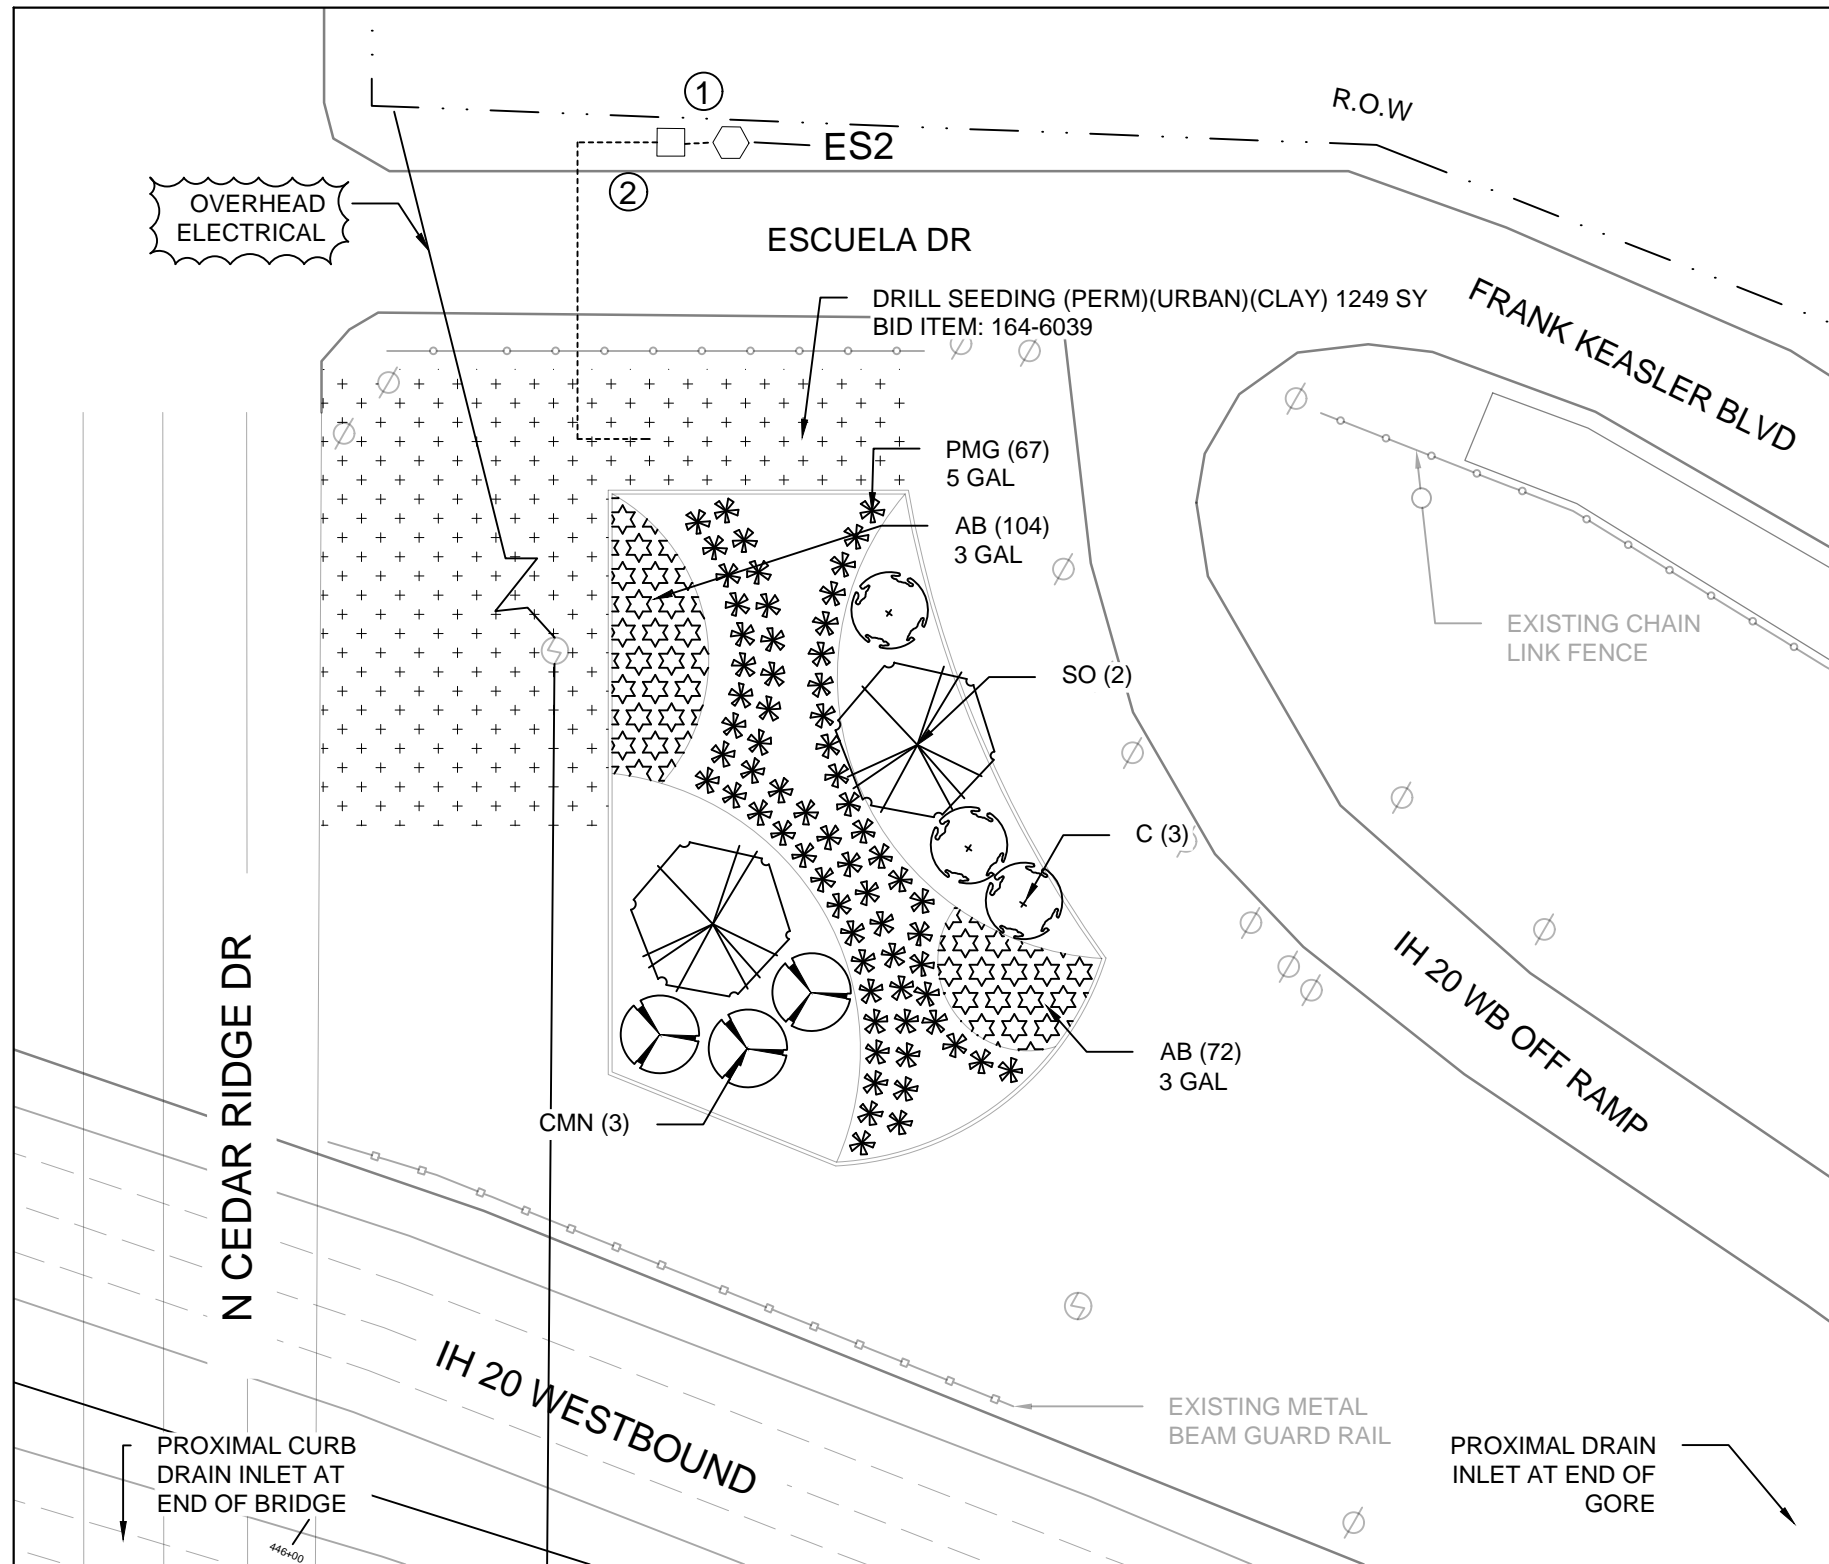 1
R.O.W
ES2
2
OVERHEAD
ELECTRICAL
ESCUELA DR
DRILL SEEDING (PERM)(URBAN)(CLAY) 1249 SY
BID ITEM: 164-6039
FRANK KEASLER BLVD
PMG (67)
5 GAL
AB (104)
3 GAL
EXISTING CHAIN
LINK FENCE
SO (2)
C (3)
N CEDAR RIDGE DR
IH 20 WB OFF RAMP
AB (72)
3 GAL
CMN (3)
IH 20 WESTBOUND
EXISTING METAL
BEAM GUARD RAIL
PROXIMAL CURB
DRAIN INLET AT
END OF BRIDGE
PROXIMAL DRAIN
INLET AT END OF
GORE
446+00